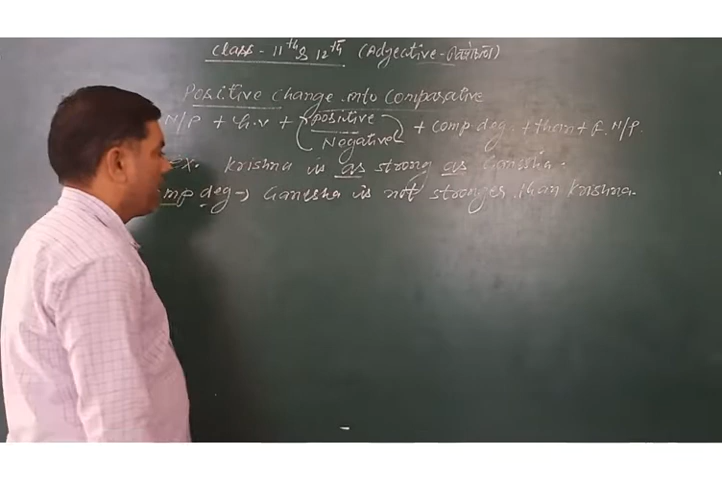 Class - 11th & 12th (Adjective - विशेषण)
Positive Change into Comparative
N/P + h.v + (positive / Negative) + comp deg. + than + f. N/P.
ex. Krishna is as strong as Ganesha.
mp deg → Ganesha is not stronger than Krishna.